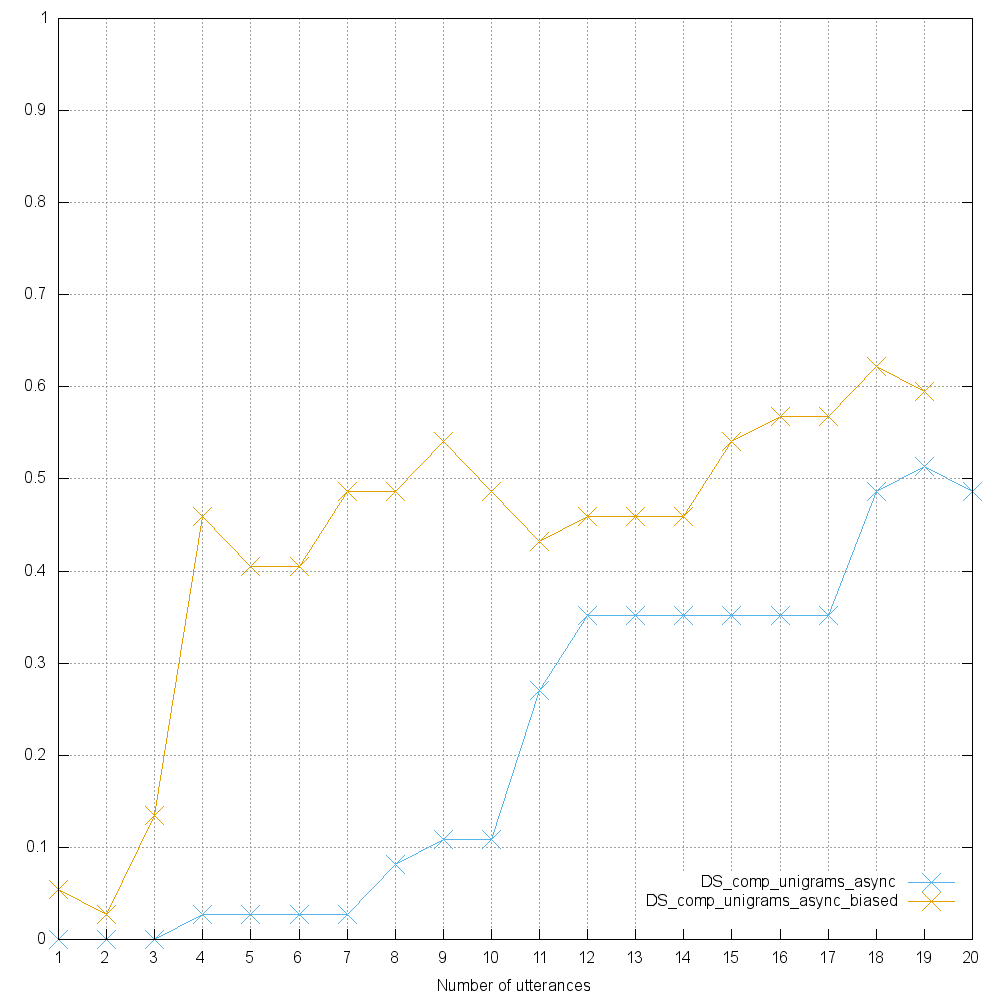 1
0.9
0.8
0.7
0.6
0.5
0.4
0.3
0.2
0.1
0
1 2 3 4 5 6 7 8 9 10 11 12 13 14 15 16 17 18 19 20
Number of utterances
DS_comp_unigrams_async
DS_comp_unigrams_async_biased